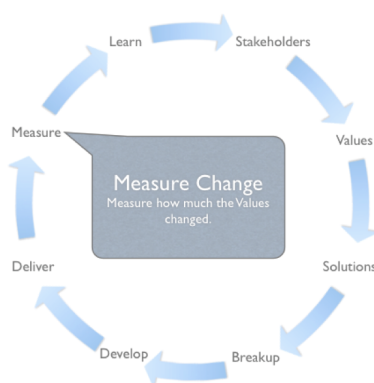 Learn
Stakeholders
Measure
Values
Measure Change
Measure how much the Values
changed.
Deliver
Solutions
Develop
Breakup